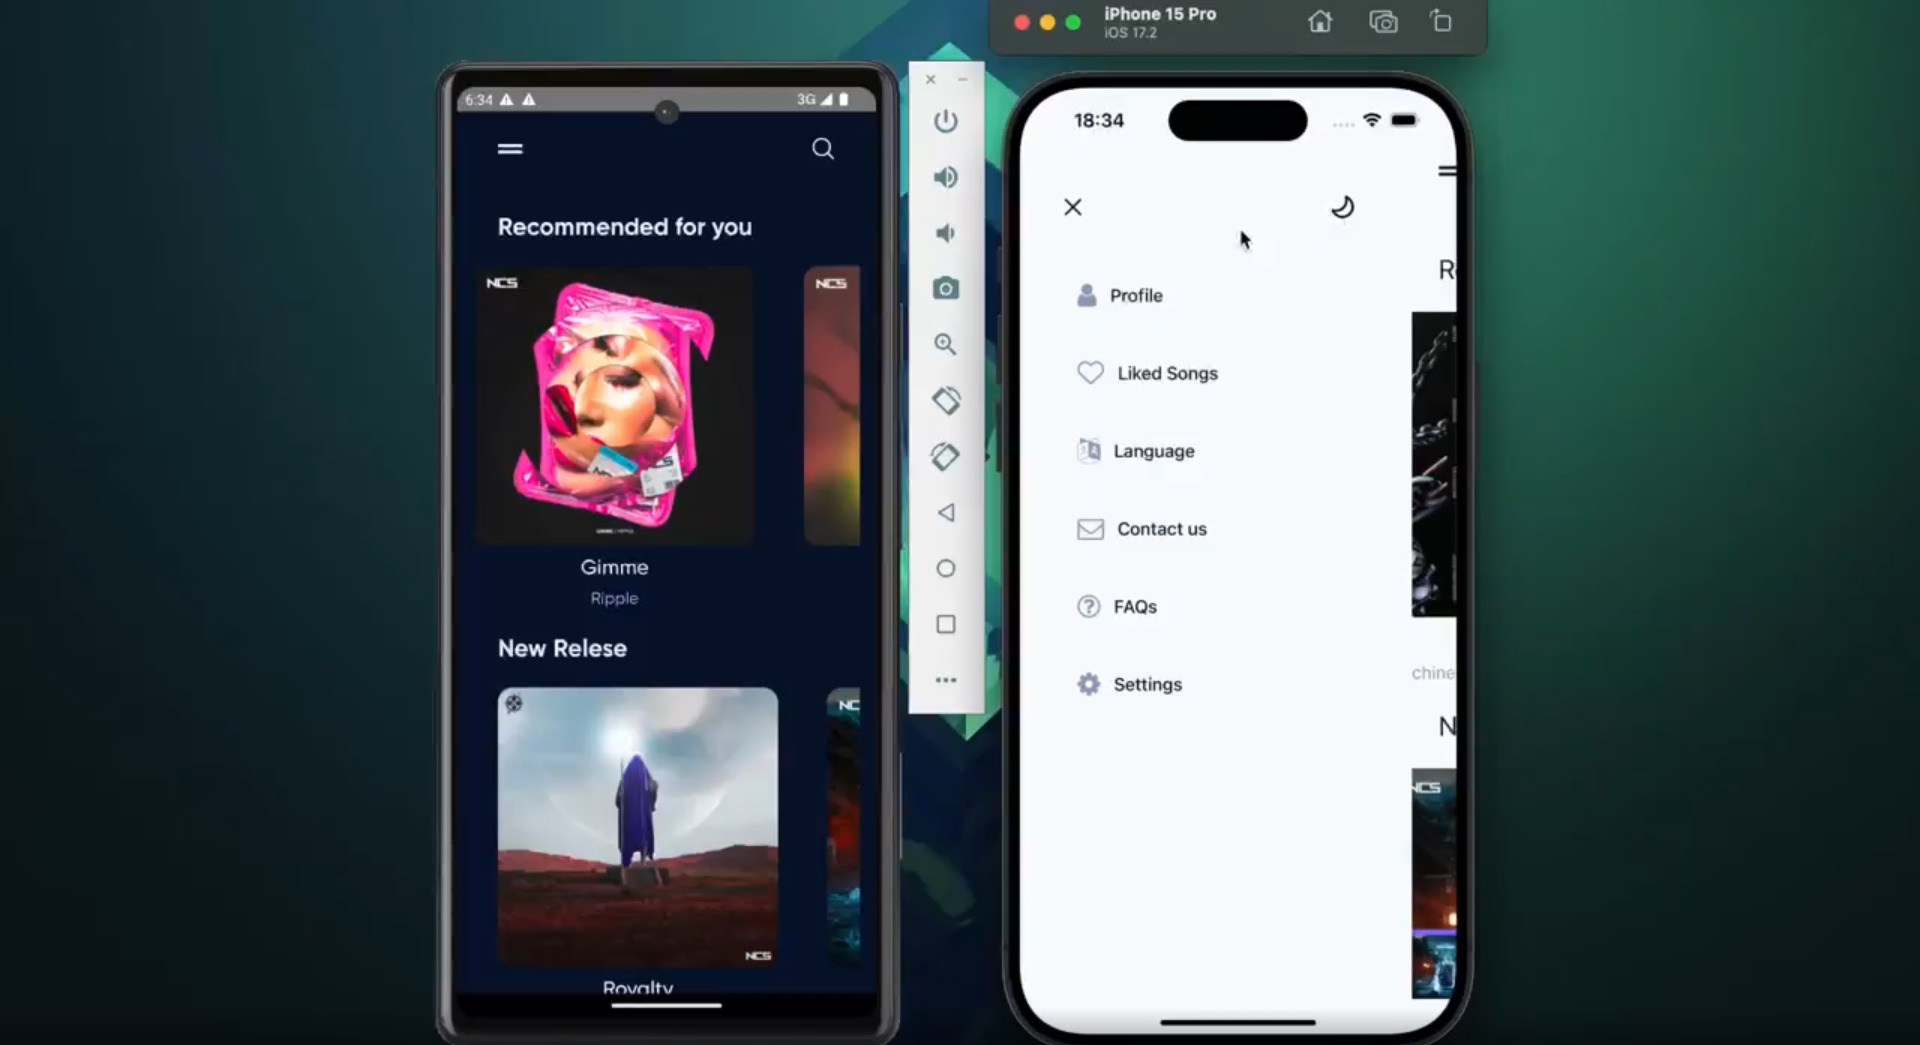 iPhone 15 Pro
iOS 17.2
6:34
3G
Recommended for you
NCS
NCS
Gimme
Ripple
New Relese
NC
NCS
Royalty
18:34
Profile
Liked Songs
Language
Contact us
FAQs
Settings
R
chine
N
NCS